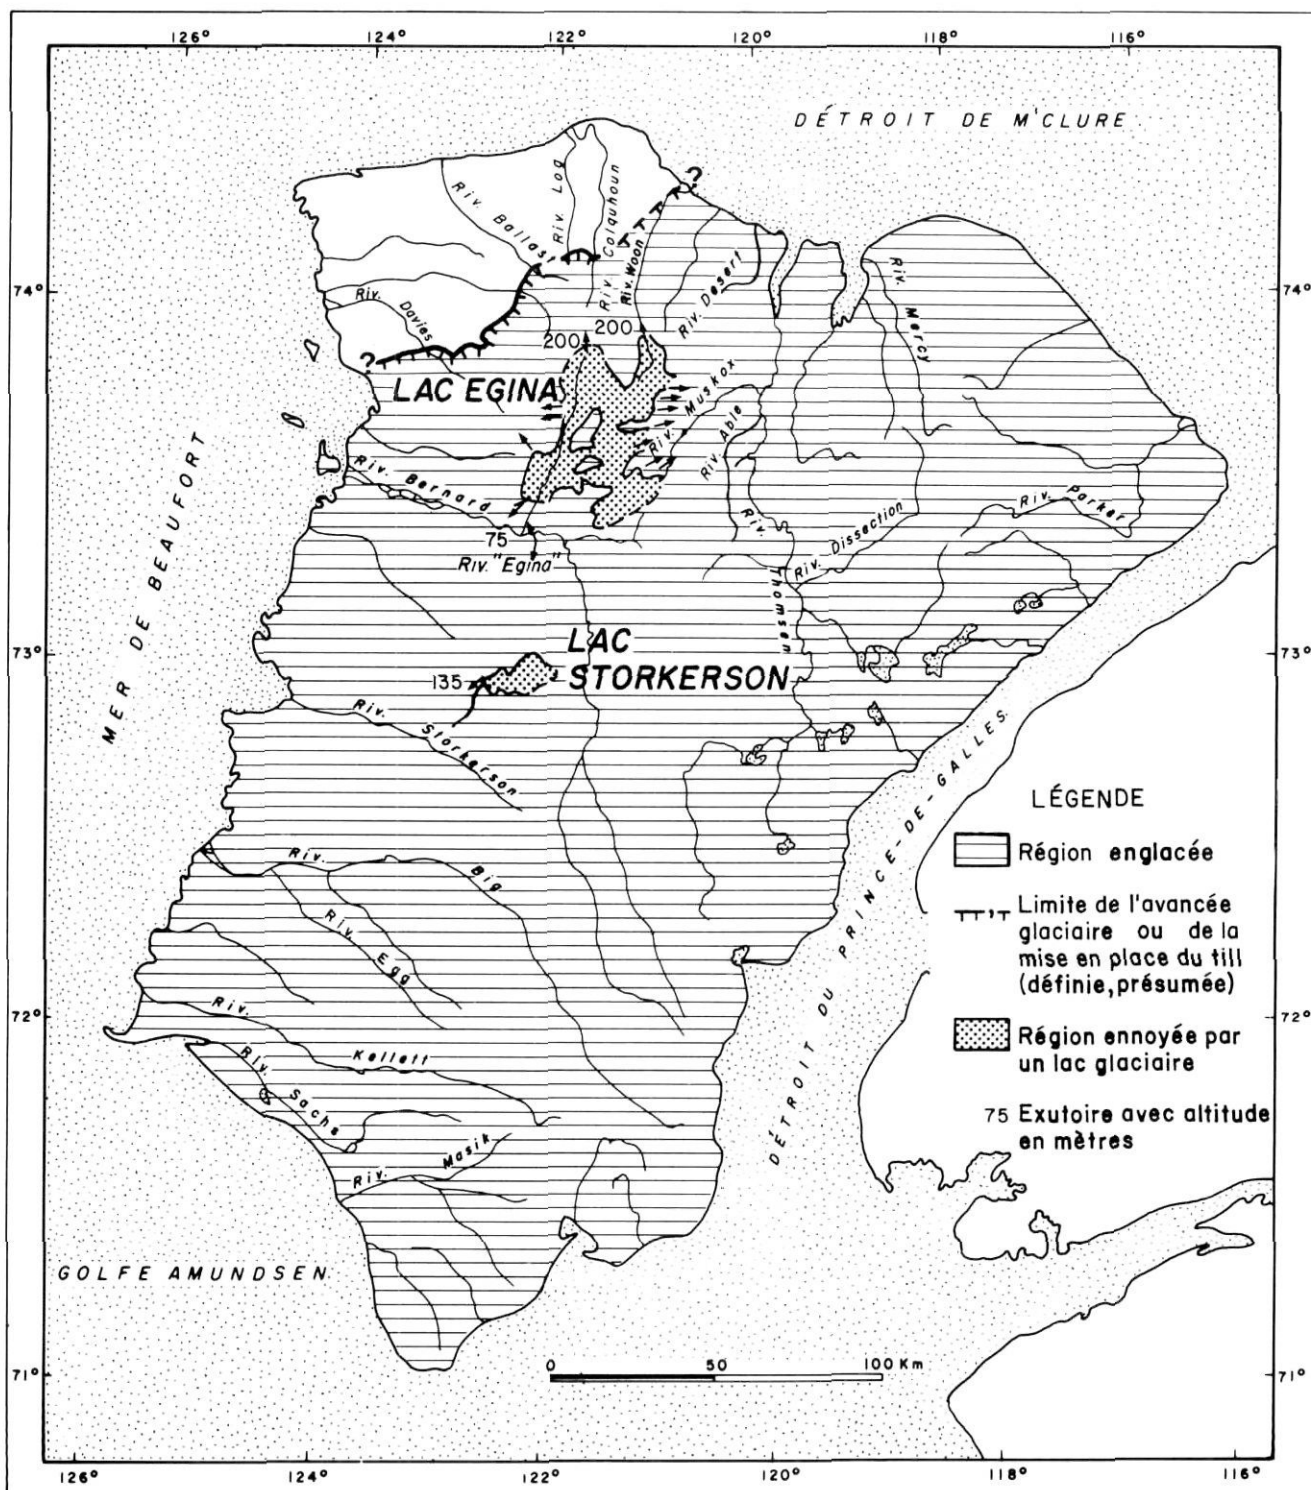 126°
124°
122°
120°
118°
116°
DÉTROIT DE M'CLURE
?
Riv. Ballast
Riv. Log
Riv. Colquhoun
Riv. Woon
Riv. Desert
Riv. Mercy
74°
74°
Riv. Davies
?
200
200
LAC EGINA
Riv. Muskox
Riv. Able
Riv. Bernard
75
Riv. "Egina"
Riv. Thomsen
Riv. Dissection
Riv. Parker
MER DE BEAUFORT
73°
73°
LAC
STORKERSON
135
Riv. Storkerson
DÉTROIT DU PRINCE-DE-GALLES
LÉGENDE
Région englacée
Limite de l'avancée
glaciaire ou de la
mise en place du till
(définie, présumée)
Région ennoyée par
un lac glaciaire
75 Exutoire avec altitude
en mètres
Riv. Big
Riv. Egg
72°
72°
Riv. Kellett
Riv. Sachs
Riv. Masik
GOLFE AMUNDSEN
71°
71°
0 50 100 Km
126°
124°
122°
120°
118°
116°